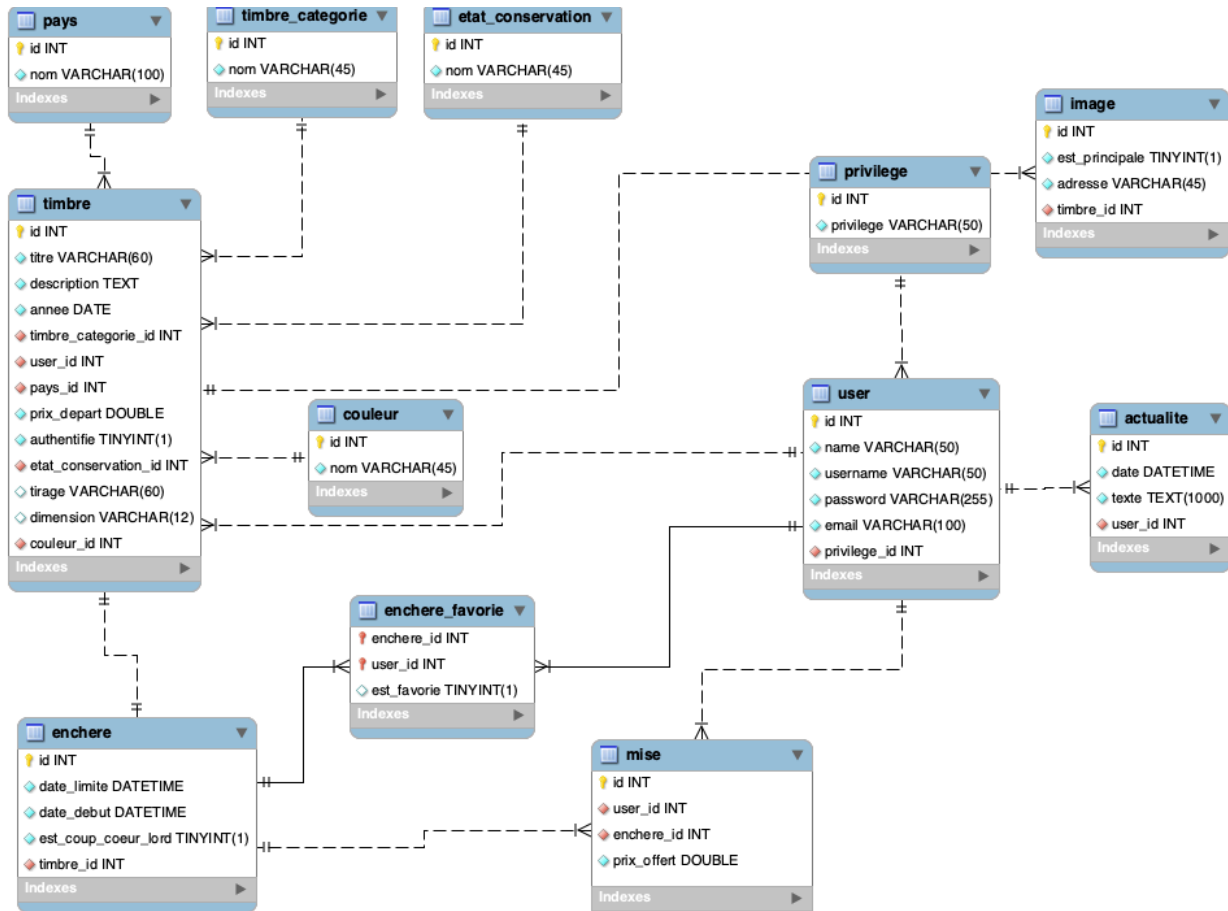 pays
id INT
nom VARCHAR(100)
Indexes
timbre_categorie
id INT
nom VARCHAR(45)
Indexes
etat_conservation
id INT
nom VARCHAR(45)
Indexes
image
id INT
est_principale TINYINT(1)
adresse VARCHAR(45)
timbre_id INT
Indexes
privilege
id INT
privilege VARCHAR(50)
Indexes
timbre
id INT
titre VARCHAR(60)
description TEXT
annee DATE
timbre_categorie_id INT
user_id INT
pays_id INT
prix_depart DOUBLE
authentifie TINYINT(1)
etat_conservation_id INT
tirage VARCHAR(60)
dimension VARCHAR(12)
couleur_id INT
Indexes
couleur
id INT
nom VARCHAR(45)
Indexes
user
id INT
name VARCHAR(50)
username VARCHAR(50)
password VARCHAR(255)
email VARCHAR(100)
privilege_id INT
Indexes
actualite
id INT
date DATETIME
texte TEXT(1000)
user_id INT
Indexes
enchere_favorie
enchere_id INT
user_id INT
est_favorie TINYINT(1)
Indexes
enchere
id INT
date_limite DATETIME
date_debut DATETIME
est_coup_coeur_lord TINYINT(1)
timbre_id INT
Indexes
mise
id INT
user_id INT
enchere_id INT
prix_offert DOUBLE
Indexes